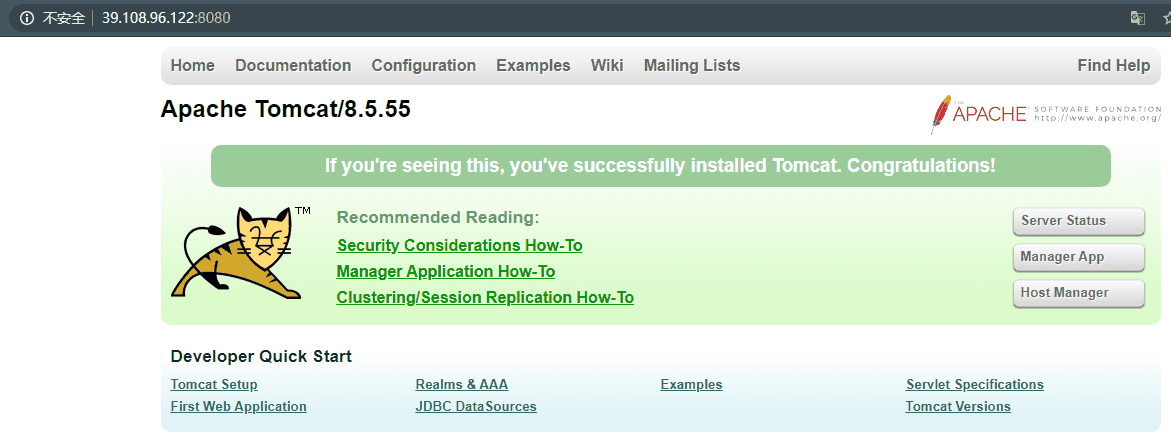 不安全 39.108.96.122:8080
Home Documentation Configuration Examples Wiki Mailing Lists Find Help
Apache Tomcat/8.5.55
THE APACHE SOFTWARE FOUNDATION
http://www.apache.org/
If you're seeing this, you've successfully installed Tomcat. Congratulations!
TM
Recommended Reading:
Security Considerations How-To
Manager Application How-To
Clustering/Session Replication How-To
Server Status
Manager App
Host Manager
Developer Quick Start
Tomcat Setup Realms & AAA Examples Servlet Specifications
First Web Application JDBC DataSources Tomcat Versions